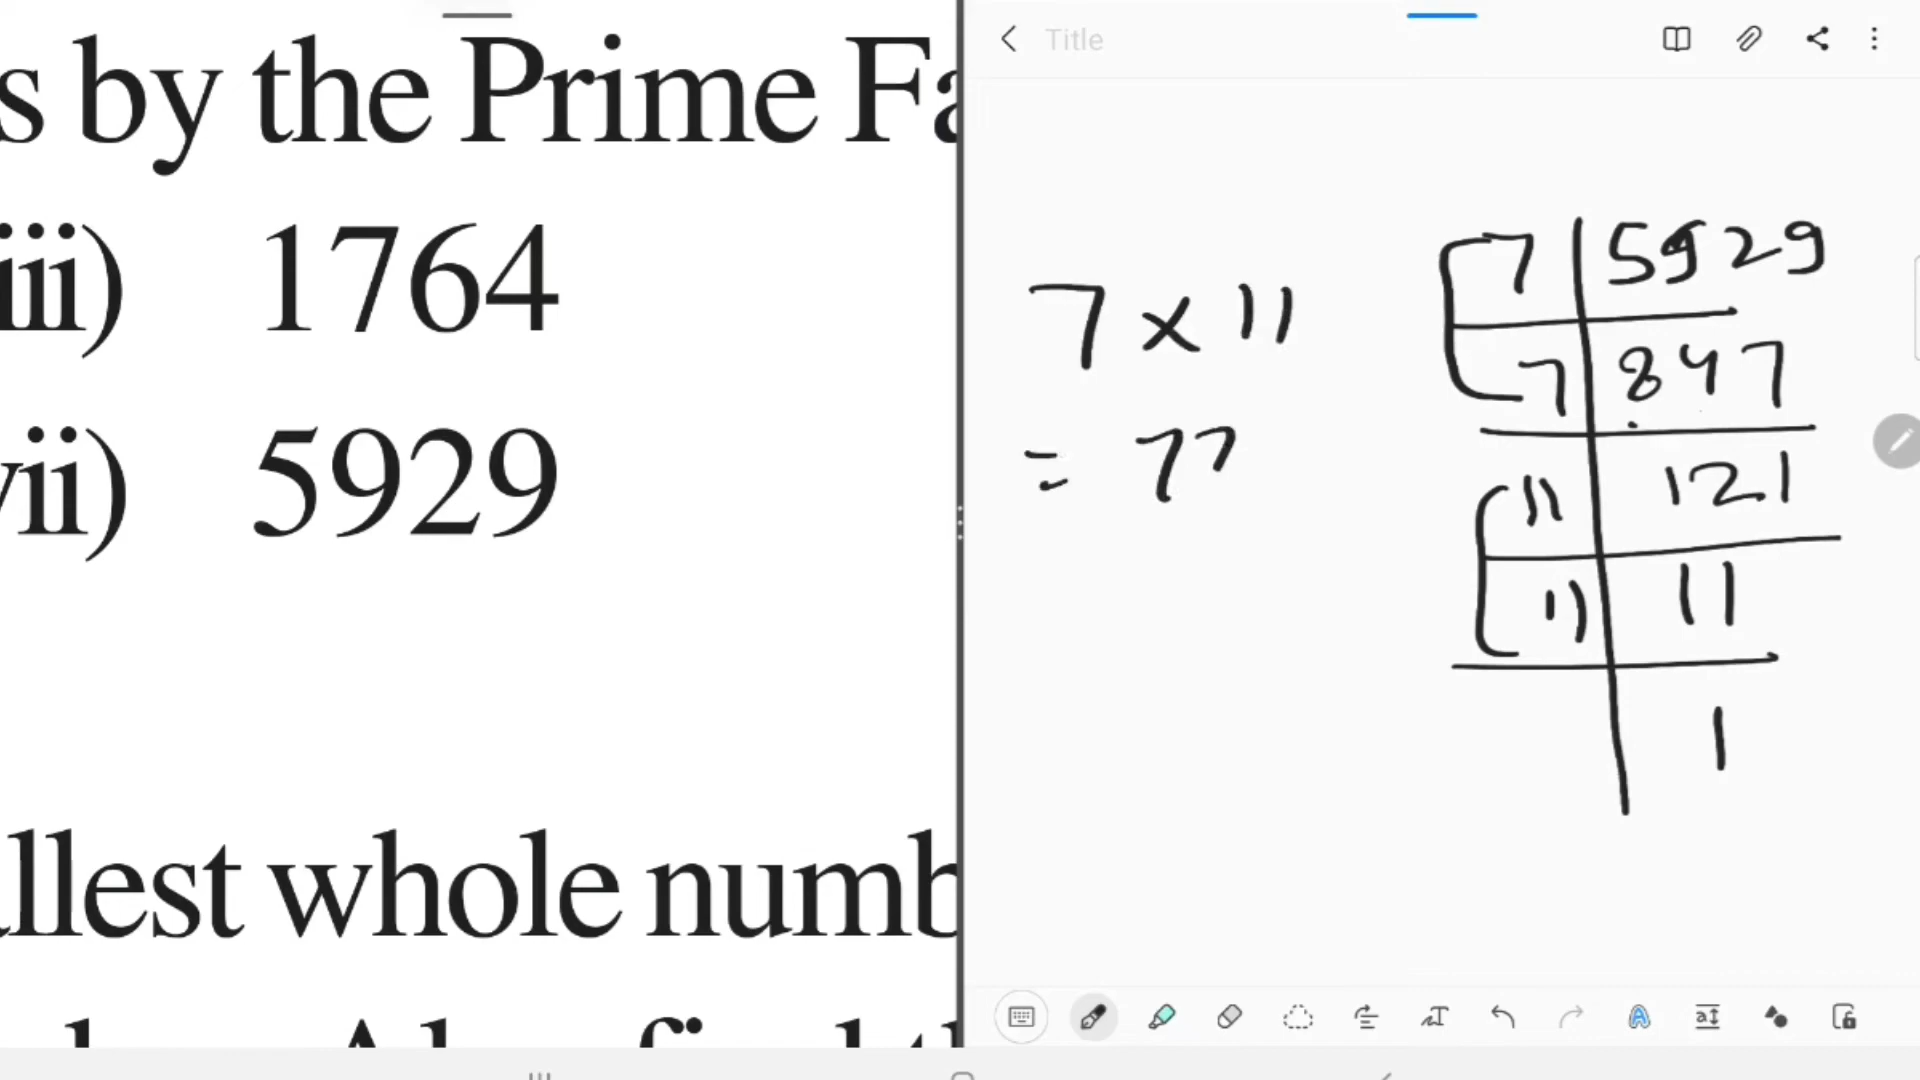 s by the Prime Fa
iii) 1764
vii) 5929
allest whole numb
Title
7 x 11
= 77
7 | 5929
7 | 847
11 | 121
11 | 11
1